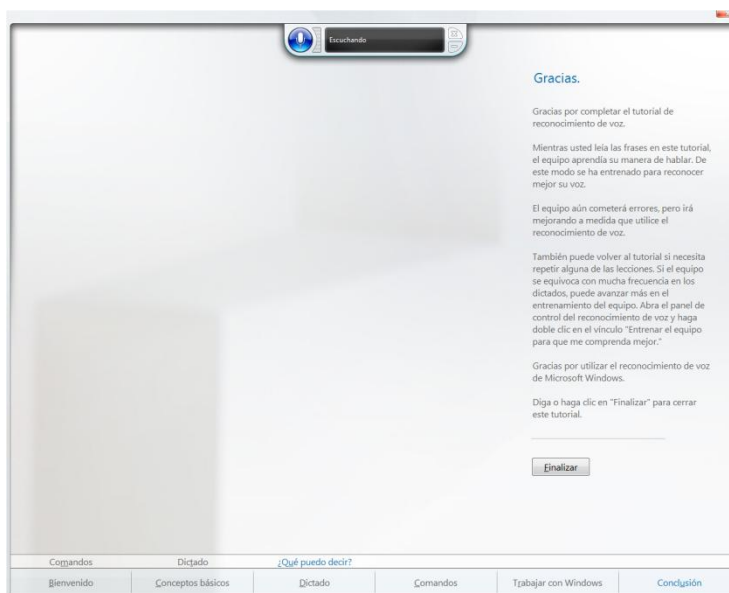 Escuchando
Gracias.
Gracias por completar el tutorial de
reconocimiento de voz.
Mientras usted leía las frases en este tutorial,
el equipo aprendía su manera de hablar. De
este modo se ha entrenado para reconocer
mejor su voz.
El equipo aún cometerá errores, pero irá
mejorando a medida que utilice el
reconocimiento de voz.
También puede volver al tutorial si necesita
repetir alguna de las lecciones. Si el equipo
se equivoca con mucha frecuencia en los
dictados, puede avanzar más en el
entrenamiento del equipo. Abra el panel de
control del reconocimiento de voz y haga
doble clic en el vínculo "Entrenar el equipo
para que me comprenda mejor."
Gracias por utilizar el reconocimiento de voz
de Microsoft Windows.
Diga o haga clic en "Finalizar" para cerrar
este tutorial.
Finalizar
Comandos Dictado ¿Qué puedo decir?
Bienvenido Conceptos básicos Dictado Comandos Trabajar con Windows Conclusión